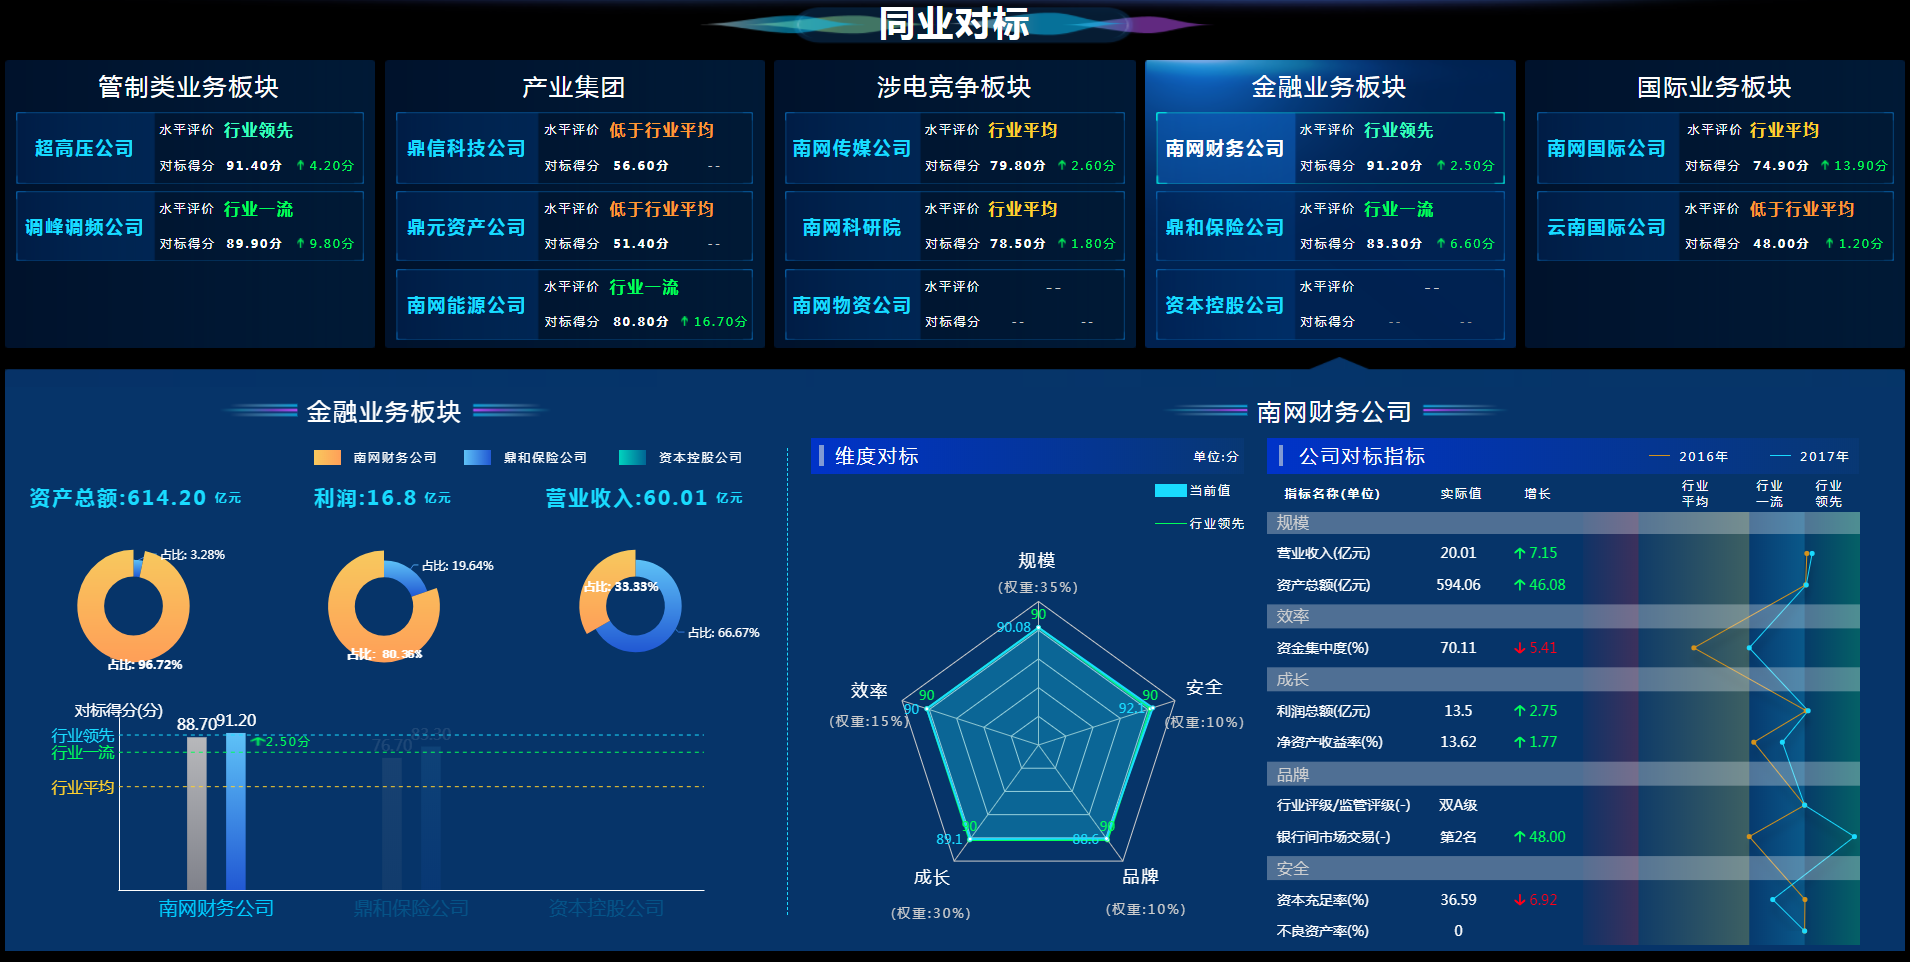 同业对标
管制类业务板块
超高压公司
水平评价 行业领先
对标得分 91.40分 ↑ 4.20分
调峰调频公司
水平评价 行业一流
对标得分 89.90分 ↑ 9.80分
产业集团
鼎信科技公司
水平评价 低于行业平均
对标得分 56.60分 --
鼎元资产公司
水平评价 低于行业平均
对标得分 51.40分 --
南网能源公司
水平评价 行业一流
对标得分 80.80分 ↑ 16.70分
涉电竞争板块
南网传媒公司
水平评价 行业平均
对标得分 79.80分 ↑ 2.60分
南网科研院
水平评价 行业平均
对标得分 78.50分 ↑ 1.80分
南网物资公司
水平评价 --
对标得分 -- --
金融业务板块
南网财务公司
水平评价 行业领先
对标得分 91.20分 ↑ 2.50分
鼎和保险公司
水平评价 行业一流
对标得分 83.30分 ↑ 6.60分
资本控股公司
水平评价 --
对标得分 -- --
国际业务板块
南网国际公司
水平评价 行业平均
对标得分 74.90分 ↑ 13.90分
云南国际公司
水平评价 低于行业平均
对标得分 48.00分 ↑ 1.20分
金融业务板块
南网财务公司 鼎和保险公司 资本控股公司
资产总额:614.20 亿元
利润:16.8 亿元
营业收入:60.01 亿元
占比: 3.28%
占比: 96.72%
占比: 19.64%
占比: 80.36%
占比: 33.33%
占比: 66.67%
对标得分(分)
行业领先
行业一流
行业平均
88.70
91.20
↑2.50分
76.70
83.30
南网财务公司
鼎和保险公司
资本控股公司
南网财务公司
维度对标
单位:分
当前值
行业领先
规模
(权重:35%)
90
90.08
效率
(权重:15%)
90
90
安全
(权重:10%)
90
92.1
成长
(权重:30%)
90
89.1
品牌
(权重:10%)
90
88.6
公司对标指标
2016年 2017年
指标名称(单位) 实际值 增长
行业平均
行业一流
行业领先
规模
营业收入(亿元) 20.01 ↑ 7.15
资产总额(亿元) 594.06 ↑ 46.08
效率
资金集中度(%) 70.11 ↓ 5.41
成长
利润总额(亿元) 13.5 ↑ 2.75
净资产收益率(%) 13.62 ↑ 1.77
品牌
行业评级/监管评级(-) 双A级
银行间市场交易(-) 第2名 ↑ 48.00
安全
资本充足率(%) 36.59 ↓ 6.92
不良资产率(%) 0